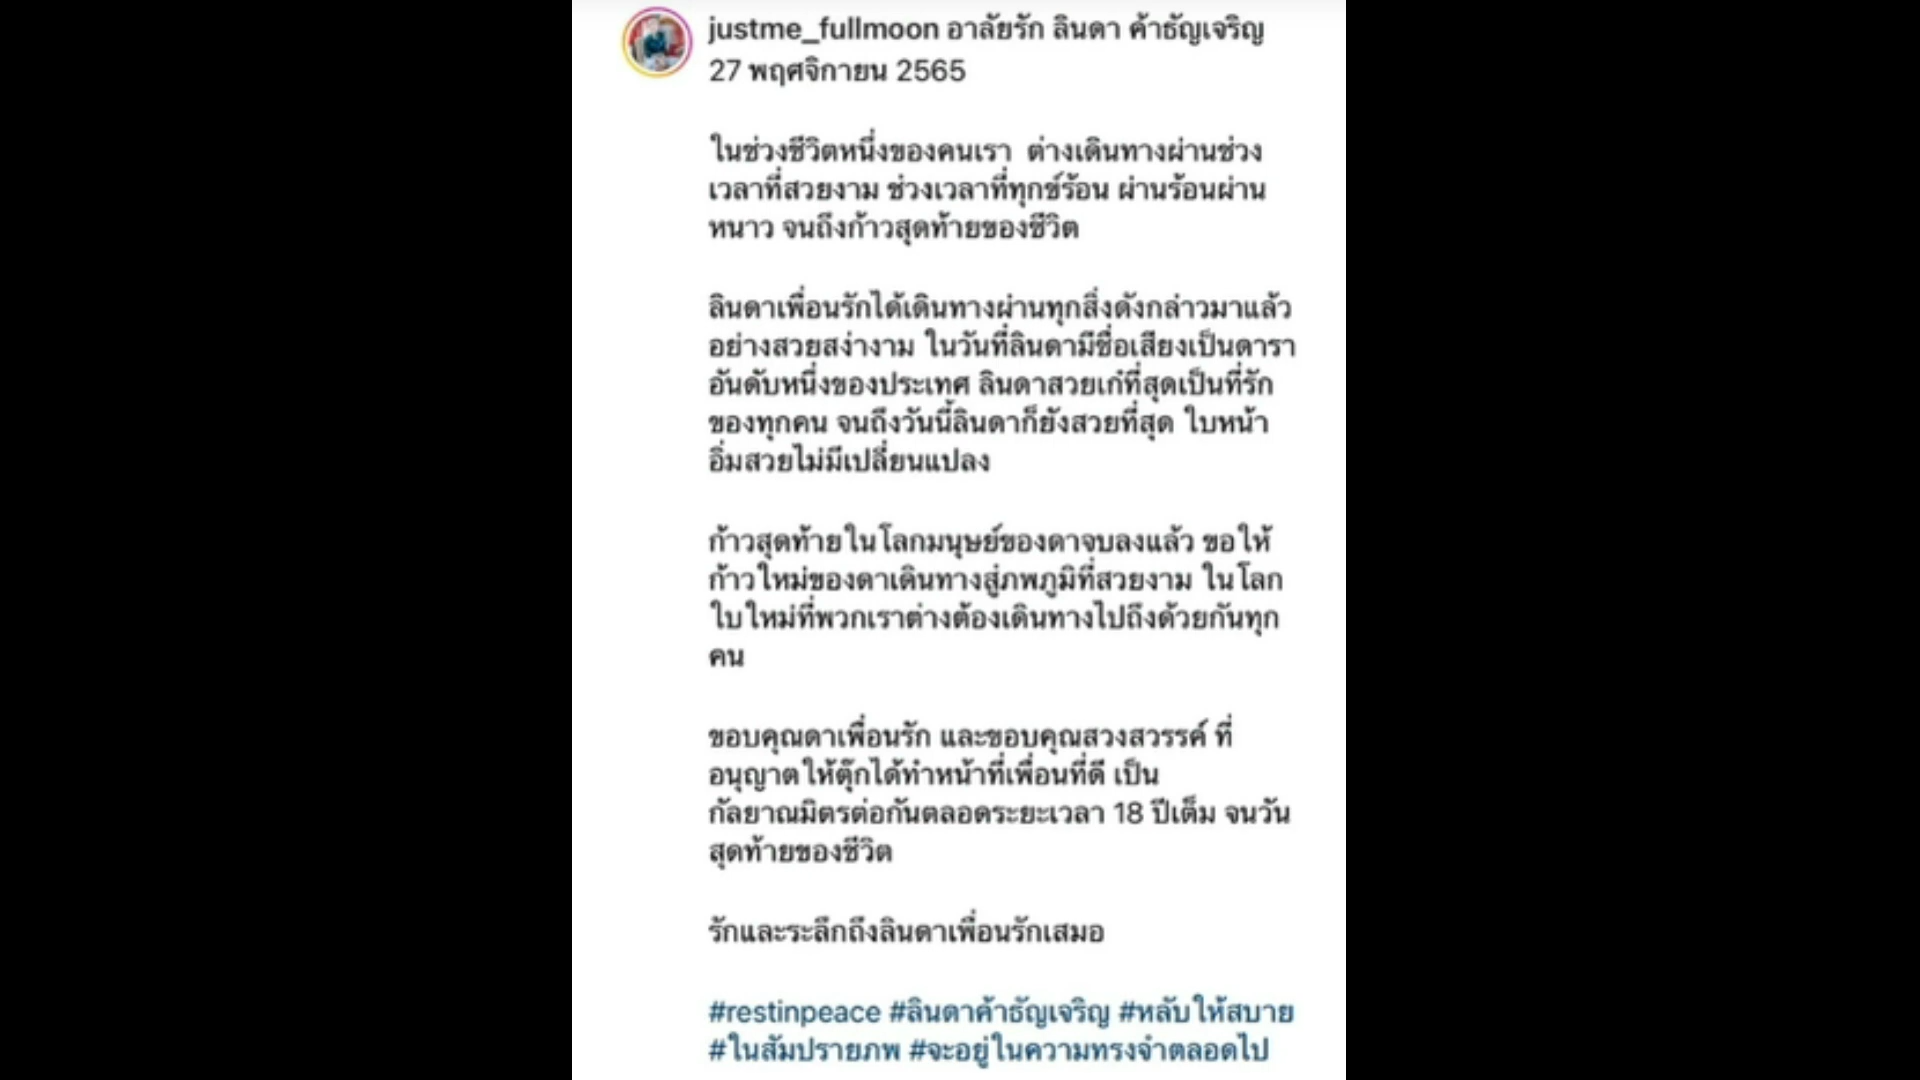 justme_fullmoon อาลัยรัก ลินดา ค้าธัญเจริญ
27 พฤศจิกายน 2565
ในช่วงชีวิตหนึ่งของคนเรา ต่างเดินทางผ่านช่วง
เวลาที่สวยงาม ช่วงเวลาที่ทุกข์ร้อน ผ่านร้อนผ่าน
หนาว จนถึงก้าวสุดท้ายของชีวิต
ลินดาเพื่อนรักได้เดินทางผ่านทุกสิ่งดังกล่าวมาแล้ว
อย่างสวยสง่างาม ในวันที่ลินดามีชื่อเสียงเป็นดารา
อันดับหนึ่งของประเทศ ลินดาสวยเก๋ที่สุดเป็นที่รัก
ของทุกคน จนถึงวันนี้ลินดาก็ยังสวยที่สุด ใบหน้า
อิ่มสวยไม่มีเปลี่ยนแปลง
ก้าวสุดท้ายในโลกมนุษย์ของดาจบลงแล้ว ขอให้
ก้าวใหม่ของดาเดินทางสู่ภพภูมิที่สวยงาม ในโลก
ใบใหม่ที่พวกเราต่างต้องเดินทางไปถึงด้วยกันทุก
คน
ขอบคุณดาเพื่อนรัก และขอบคุณสวงสวรรค์ ที่
อนุญาตให้ตุ๊กได้ทำหน้าที่เพื่อนที่ดี เป็น
กัลยาณมิตรต่อกันตลอดระยะเวลา 18 ปีเต็ม จนวัน
สุดท้ายของชีวิต
รักและระลึกถึงลินดาเพื่อนรักเสมอ
#restinpeace #ลินดาค้าธัญเจริญ #หลับให้สบาย
#ในสัมปรายภพ #จะอยู่ในความทรงจำตลอดไป